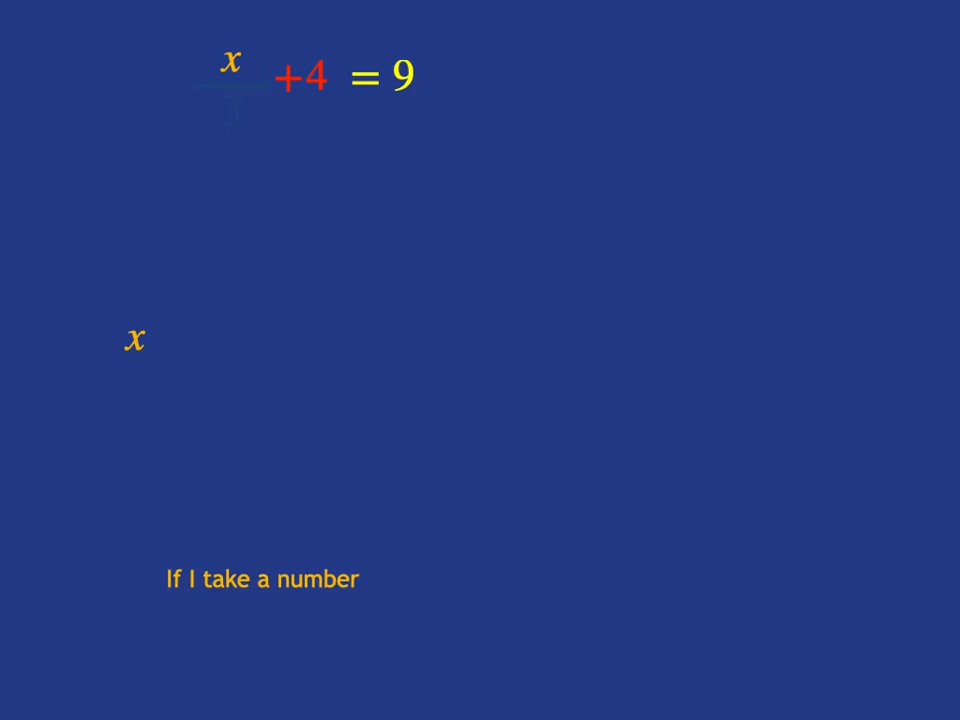 x +4 = 9
x
If I take a number